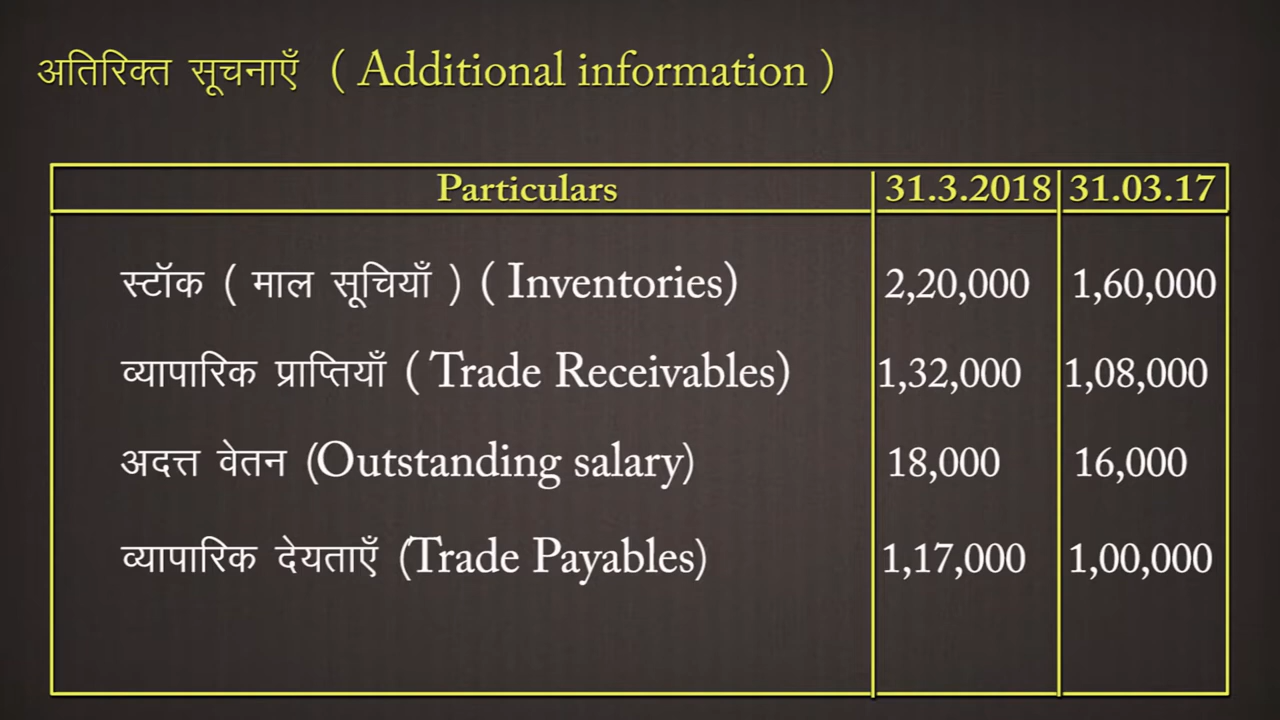 अतिरिक्त सूचनाएँ ( Additional information )
Particulars 31.3.2018 31.03.17
स्टॉक ( माल सूचियाँ ) ( Inventories) 2,20,000 1,60,000
व्यापारिक प्राप्तियाँ ( Trade Receivables) 1,32,000 1,08,000
अदत्त वेतन (Outstanding salary) 18,000 16,000
व्यापारिक देयताएँ (Trade Payables) 1,17,000 1,00,000